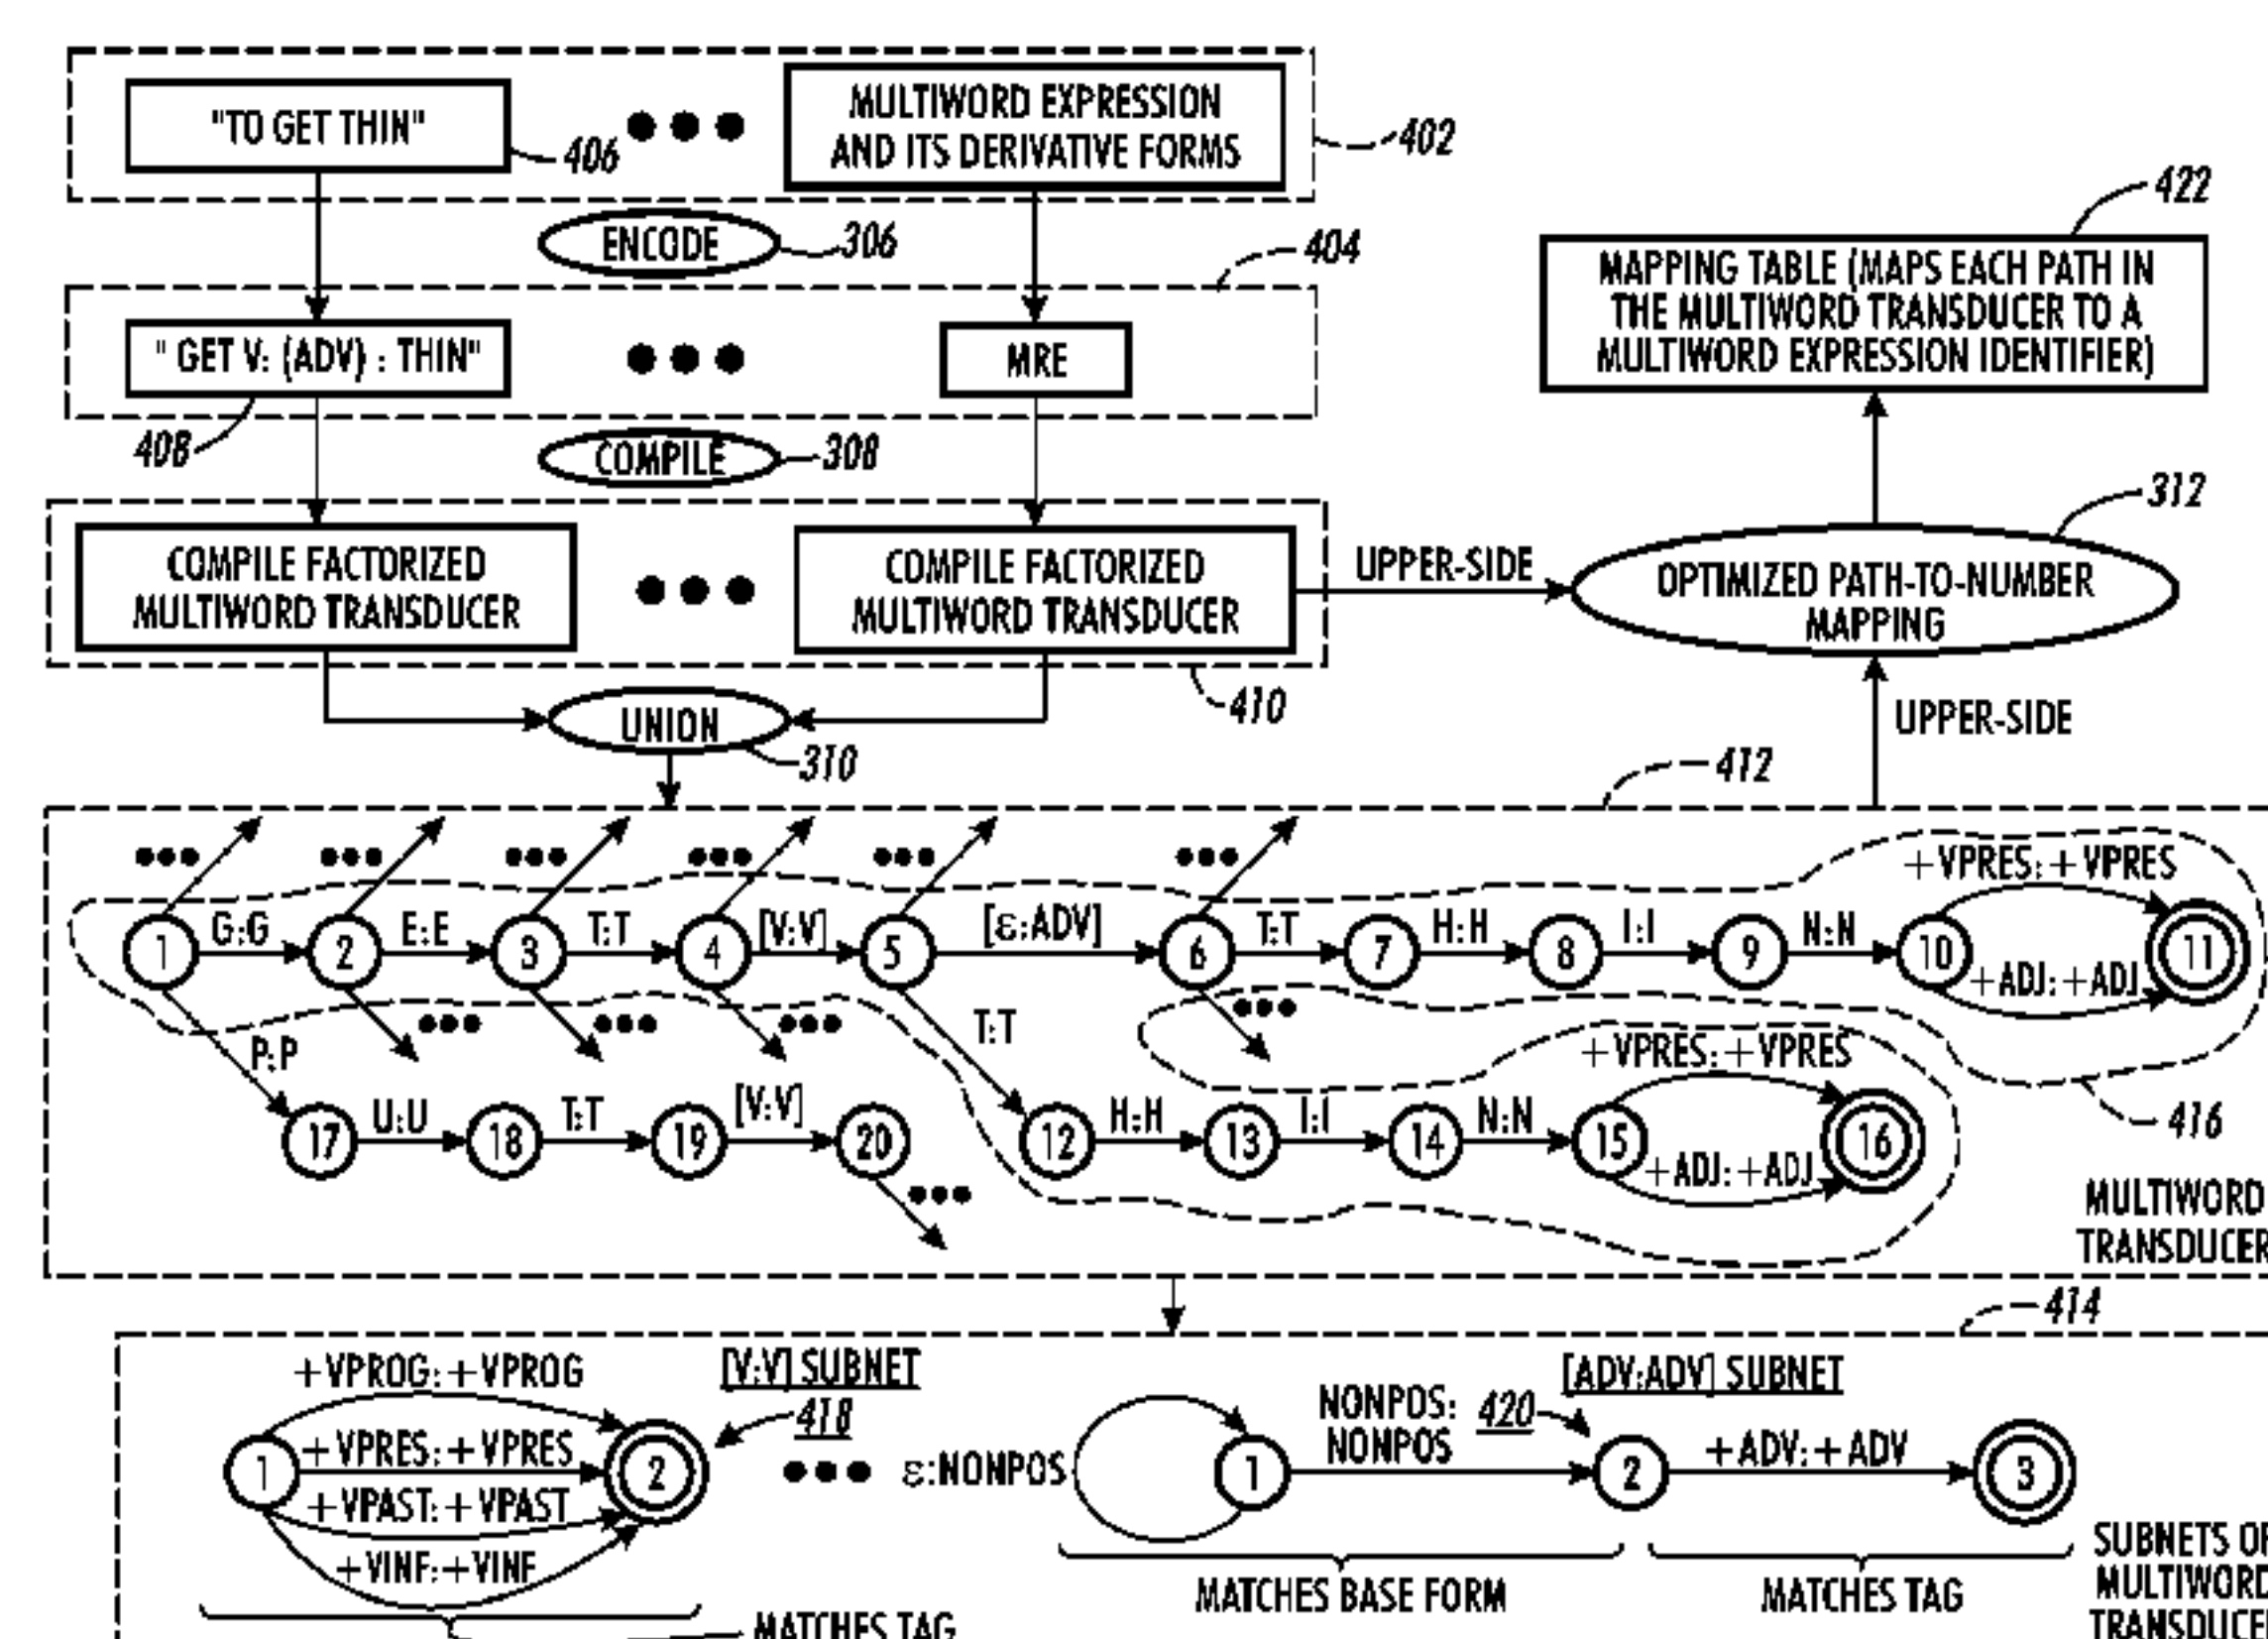 "TO GET THIN"
406
MULTIWORD EXPRESSION
AND ITS DERIVATIVE FORMS
402
ENCODE
306
404
422
MAPPING TABLE (MAPS EACH PATH IN
THE MULTIWORD TRANSDUCER TO A
MULTIWORD EXPRESSION IDENTIFIER)
" GET V: (ADV) : THIN"
MRE
408
COMPILE
308
312
COMPILE FACTORIZED
MULTIWORD TRANSDUCER
COMPILE FACTORIZED
MULTIWORD TRANSDUCER
UPPER-SIDE
OPTIMIZED PATH-TO-NUMBER
MAPPING
410
UNION
310
UPPER-SIDE
412
+VPRES:+VPRES
1 G:G 2 E:E 3 T:T 4 [V:V] 5 [ε:ADV] 6 T:T 7 H:H 8 I:I 9 N:N 10 11
+ADJ:+ADJ
P:P
T:T
+VPRES:+VPRES
17 U:U 18 T:T 19 [V:V] 20
12 H:H 13 I:I 14 N:N 15 16
+ADJ:+ADJ
416
MULTIWORD
TRANSDUCER
414
+VPROG:+VPROG
[V:V] SUBNET
418
1 +VPRES:+VPRES 2
+VPAST:+VPAST
+VINF:+VINF
MATCHES TAG
[ADV:ADV] SUBNET
420
ε:NONPOS
1
NONPOS:
NONPOS
2 +ADV:+ADV 3
MATCHES BASE FORM
MATCHES TAG
SUBNETS OF
MULTIWORD
TRANSDUCER